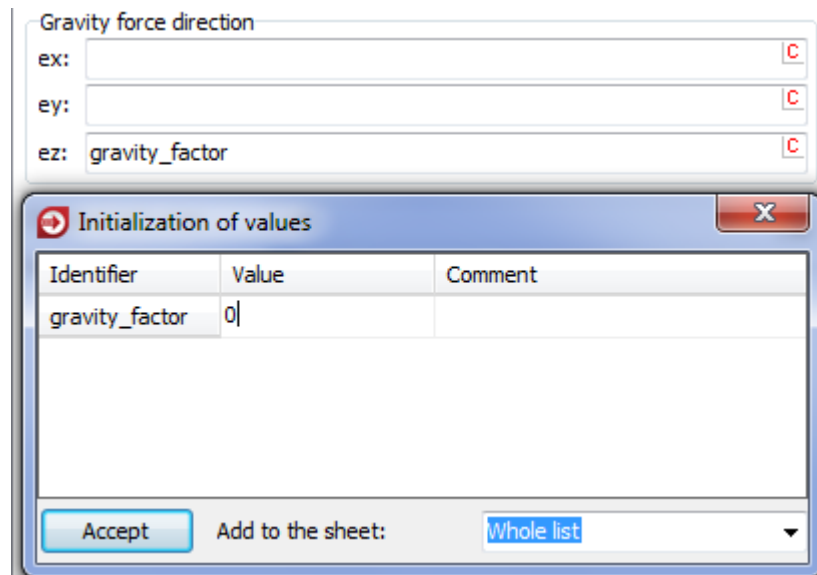 Gravity force direction
ex: C
ey: C
ez: gravity_factor C
Initialization of values
Identifier Value Comment
gravity_factor 0
Accept Add to the sheet: Whole list